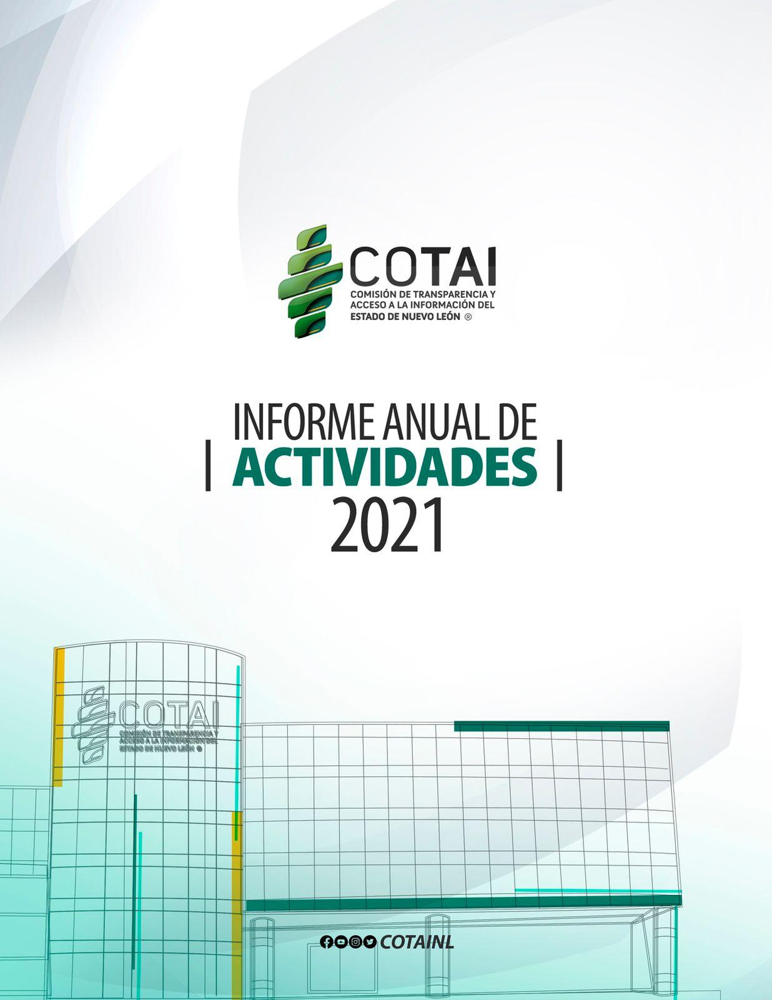 COTAI
COMISIÓN DE TRANSPARENCIA Y
ACCESO A LA INFORMACIÓN DEL
ESTADO DE NUEVO LEÓN ®
INFORME ANUAL DE
| ACTIVIDADES |
2021
COTAI
COMISIÓN DE TRANSPARENCIA Y
ACCESO A LA INFORMACIÓN DEL
ESTADO DE NUEVO LEÓN ®
COTAINL